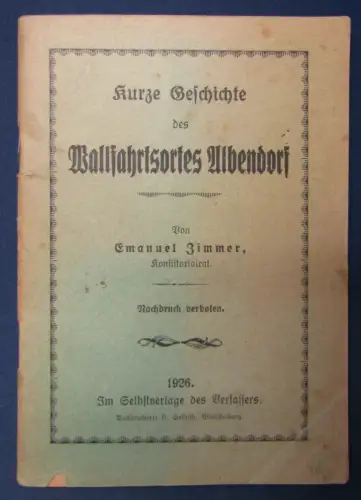 Kurze Geschichte
des
Wallfahrtsortes Albendorf
Von
Emanuel Zimmer,
Konsistorialrat.
Nachdruck verboten.
1926.
Im Selbstverlage des Verfassers.